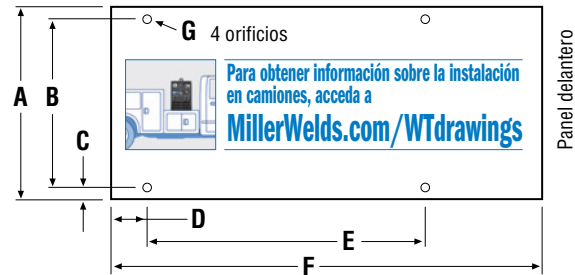 G 4 orificios
A
B
C
Para obtener información sobre la instalación
en camiones, acceda a
MillerWelds.com/WTdrawings
Panel delantero
D
E
F